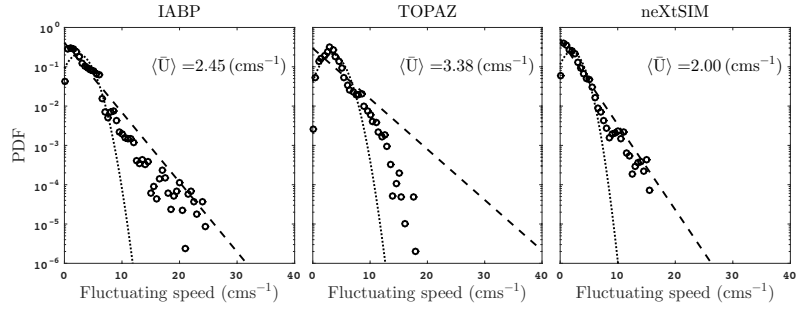 IABP TOPAZ neXtSIM
10^0
10^-1
10^-2
10^-3
10^-4
10^-5
10^-6
PDF
⟨Ū⟩ =2.45 (cms^-1)
⟨Ū⟩ =3.38 (cms^-1)
⟨Ū⟩ =2.00 (cms^-1)
0 10 20 30 40 0 10 20 30 40 0 10 20 30 40
Fluctuating speed (cms^-1) Fluctuating speed (cms^-1) Fluctuating speed (cms^-1)